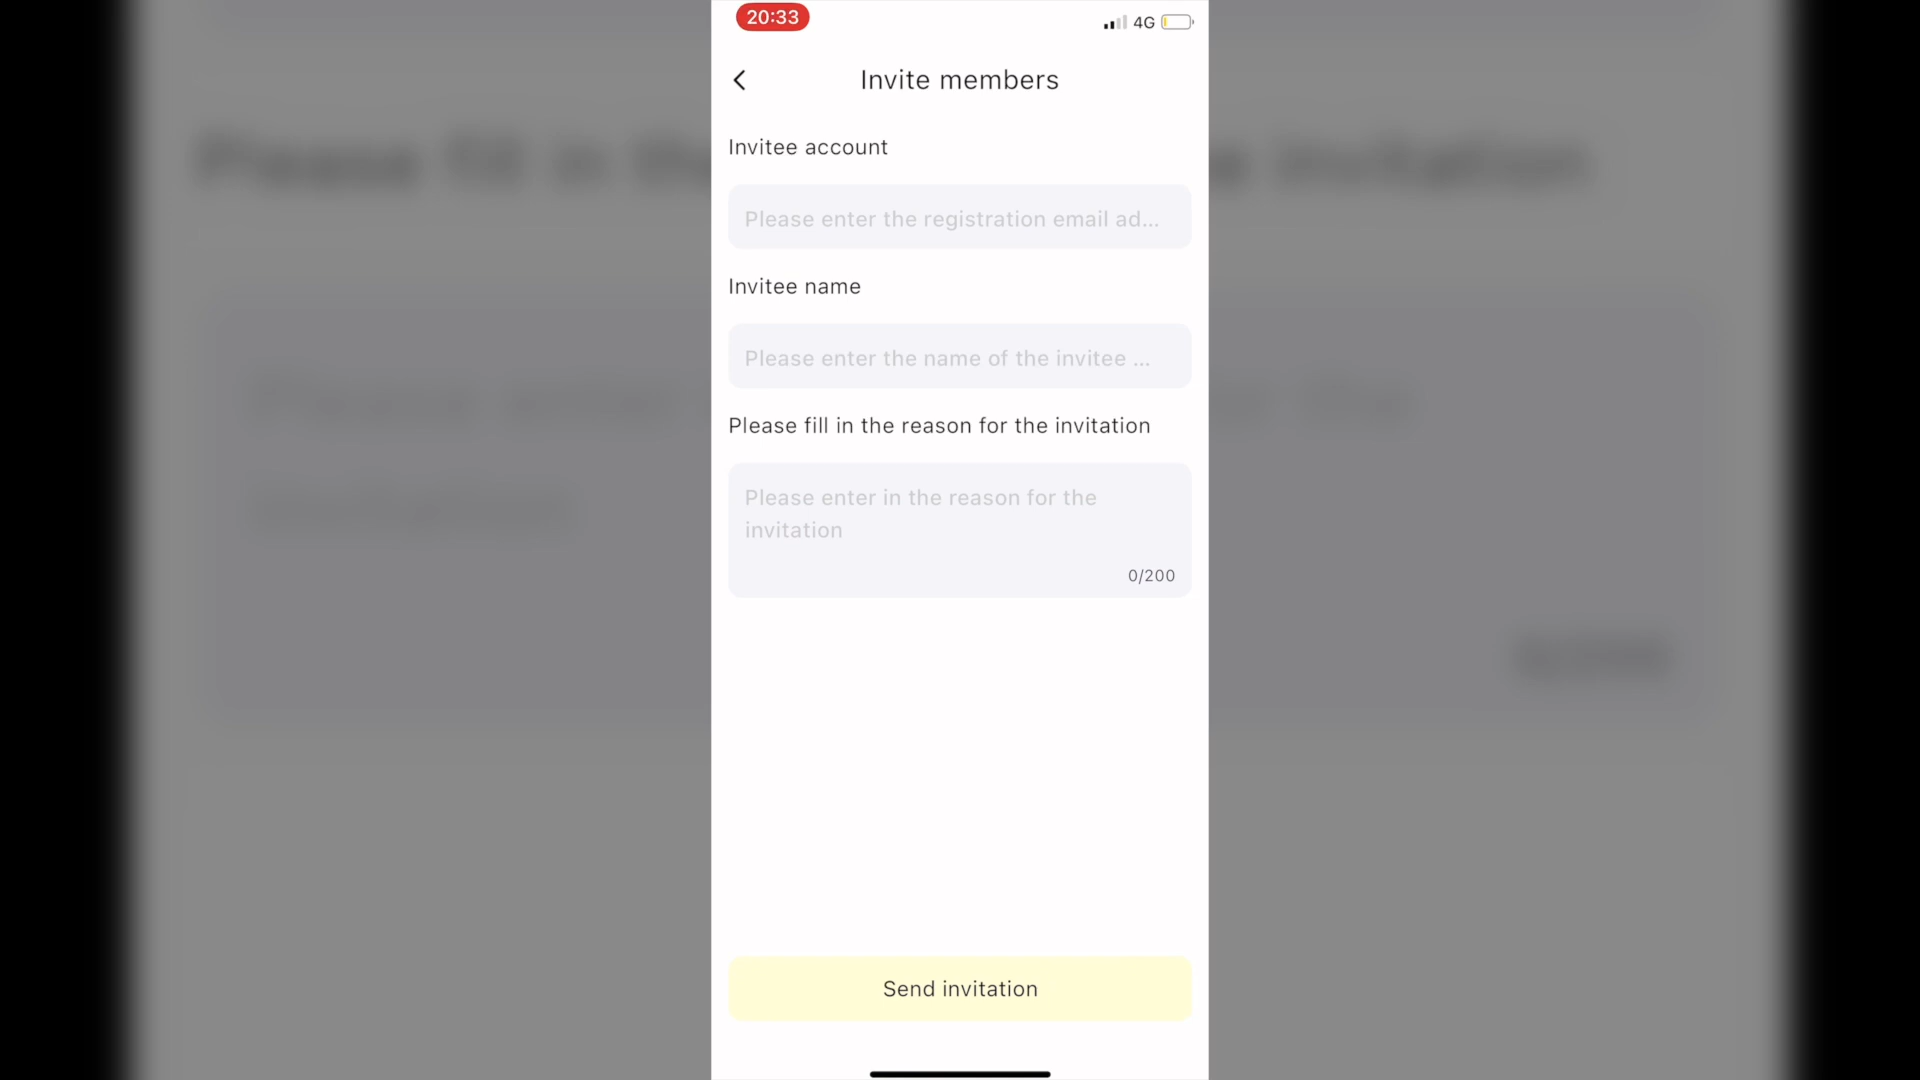 20:33
4G
Invite members
Invitee account
Please enter the registration email ad...
Invitee name
Please enter the name of the invitee ...
Please fill in the reason for the invitation
Please enter in the reason for the
invitation
0/200
Send invitation